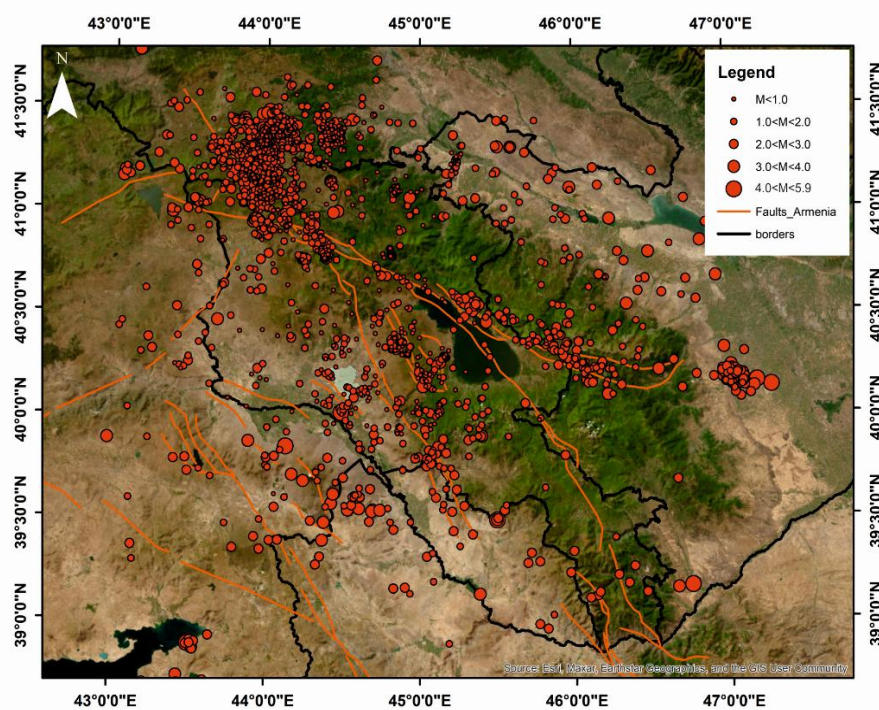 43°0'0"E 44°0'0"E 45°0'0"E 46°0'0"E 47°0'0"E
N
Legend
M<1.0
1.0<M<2.0
2.0<M<3.0
3.0<M<4.0
4.0<M<5.9
Faults_Armenia
borders
41°30'0"N 41°30'0"N
41°0'0"N 41°0'0"N
40°30'0"N 40°30'0"N
40°0'0"N 40°0'0"N
39°30'0"N 39°30'0"N
39°0'0"N 39°0'0"N
Source: Esri, Maxar, Earthstar Geographics, and the GIS User Community
43°0'0"E 44°0'0"E 45°0'0"E 46°0'0"E 47°0'0"E